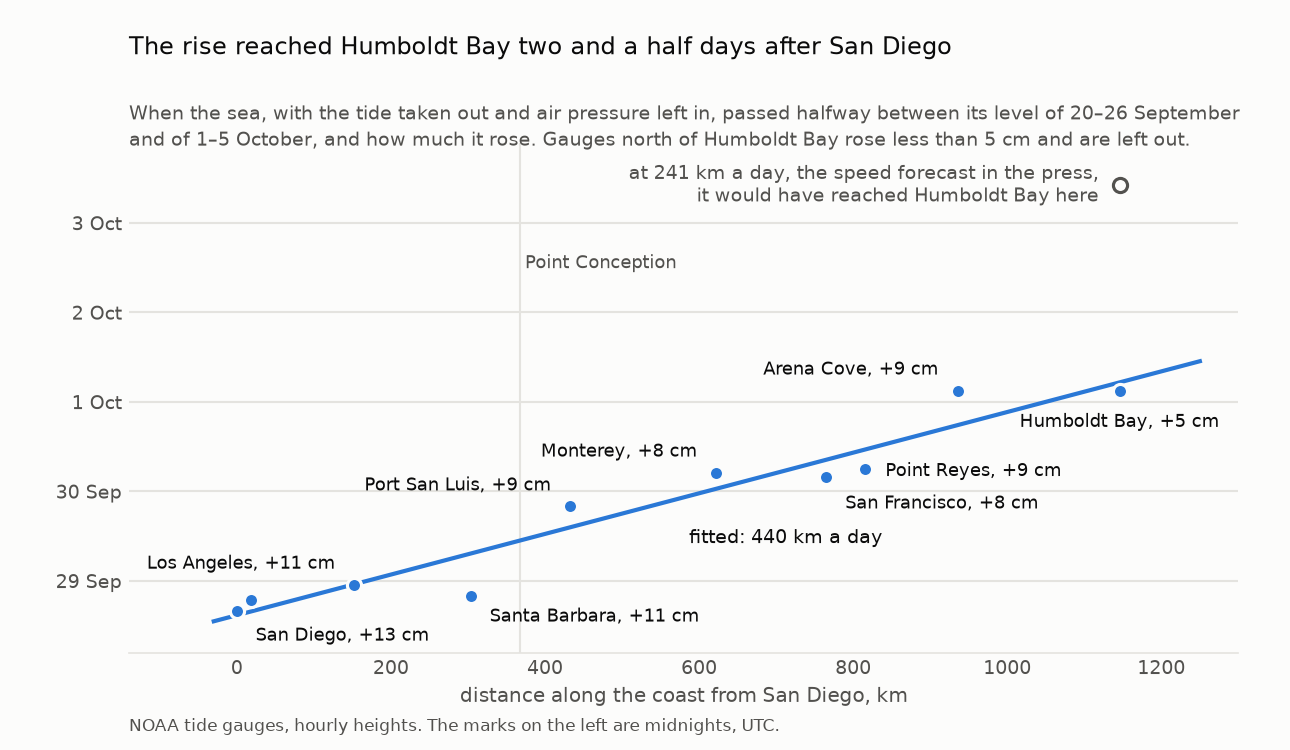 The rise reached Humboldt Bay two and a half days after San Diego
When the sea, with the tide taken out and air pressure left in, passed halfway between its level of 20–26 September
and of 1–5 October, and how much it rose. Gauges north of Humboldt Bay rose less than 5 cm and are left out.
at 241 km a day, the speed forecast in the press,
it would have reached Humboldt Bay here
3 Oct
Point Conception
2 Oct
Arena Cove, +9 cm
1 Oct
Humboldt Bay, +5 cm
Monterey, +8 cm
Point Reyes, +9 cm
Port San Luis, +9 cm
30 Sep
San Francisco, +8 cm
fitted: 440 km a day
Los Angeles, +11 cm
29 Sep
Santa Barbara, +11 cm
San Diego, +13 cm
0 200 400 600 800 1000 1200
distance along the coast from San Diego, km
NOAA tide gauges, hourly heights. The marks on the left are midnights, UTC.